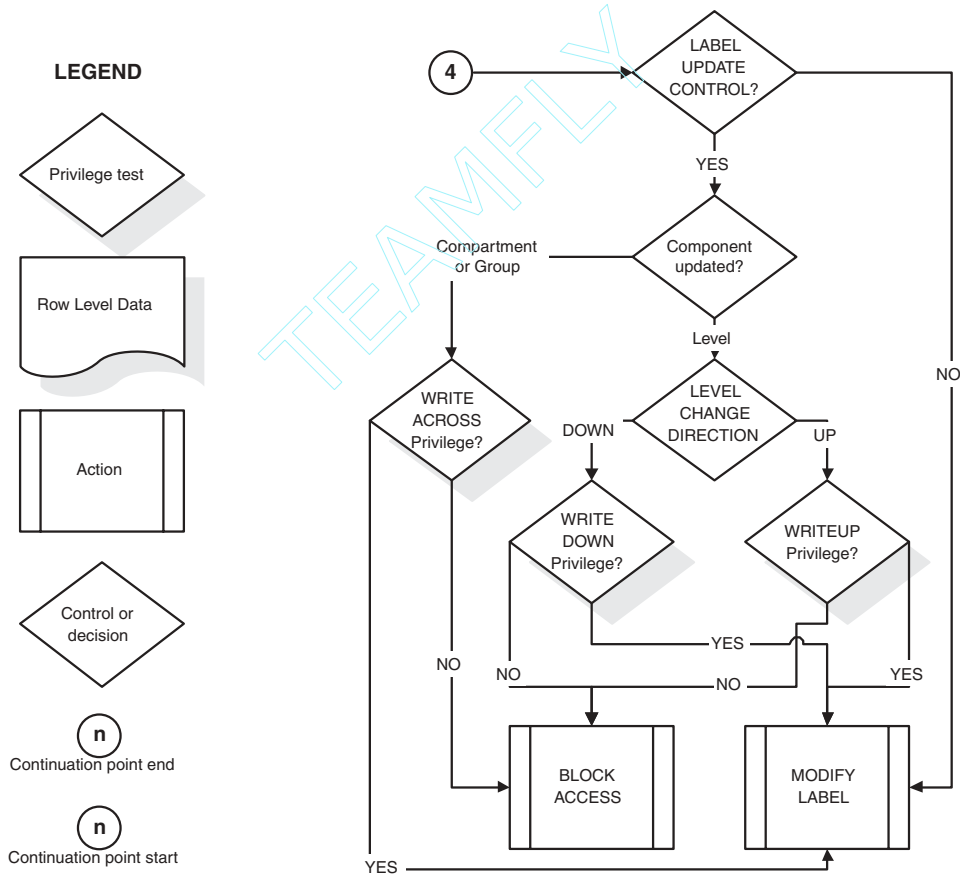 LEGEND
Privilege test
Row Level Data
Action
Control or
decision
n
Continuation point end
n
Continuation point start
4
LABEL
UPDATE
CONTROL?
YES
NO
Component
updated?
Compartment
or Group
Level
WRITE
ACROSS
Privilege?
LEVEL
CHANGE
DIRECTION
DOWN
UP
WRITE
DOWN
Privilege?
WRITEUP
Privilege?
YES
NO
NO
NO
YES
BLOCK
ACCESS
MODIFY
LABEL
YES
TEAMFLY